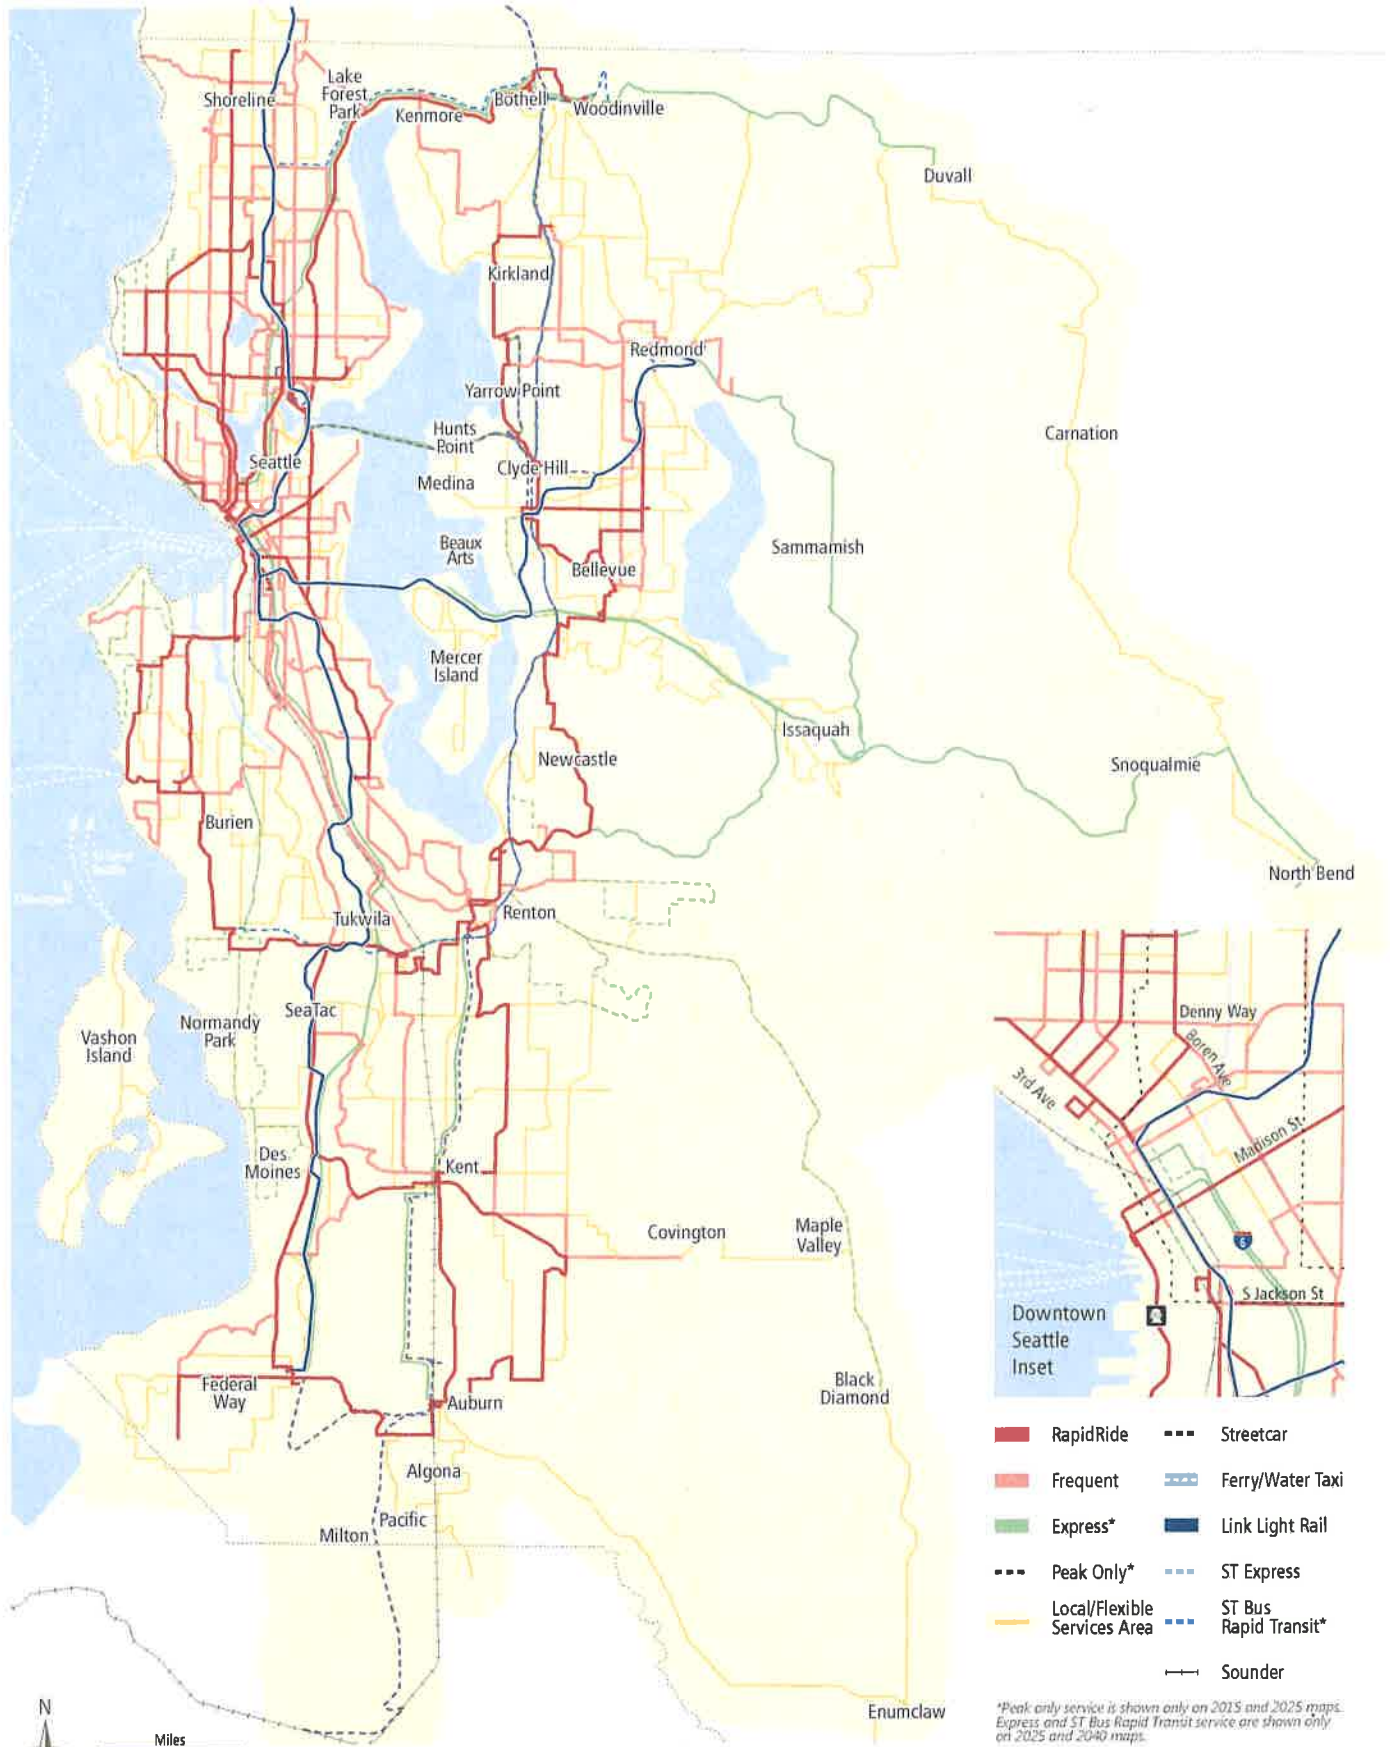 Shoreline
Lake
Forest
Park
Kenmore
Bothell
Woodinville
Duvall
Kirkland
Redmond
Yarrow Point
Hunts
Point
Carnation
Seattle
Clyde Hill
Medina
Beaux
Arts
Sammamish
Bellevue
Mercer
Island
Issaquah
Newcastle
Snoqualmie
Burien
North Bend
Tukwila
Renton
SeaTac
Normandy
Park
Vashon
Island
Des
Moines
Kent
Covington
Maple
Valley
Federal
Way
Auburn
Black
Diamond
Algona
Pacific
Milton
Enumclaw
N
Miles
Denny Way
Boren Ave
3rd Ave
Madison St
S Jackson St
Downtown
Seattle
Inset
RapidRide
Frequent
Express*
Peak Only*
Local/Flexible
Services Area
Streetcar
Ferry/Water Taxi
Link Light Rail
ST Express
ST Bus
Rapid Transit*
Sounder
*Peak only service is shown only on 2015 and 2025 maps.
Express and ST Bus Rapid Transit service are shown only
on 2025 and 2040 maps.